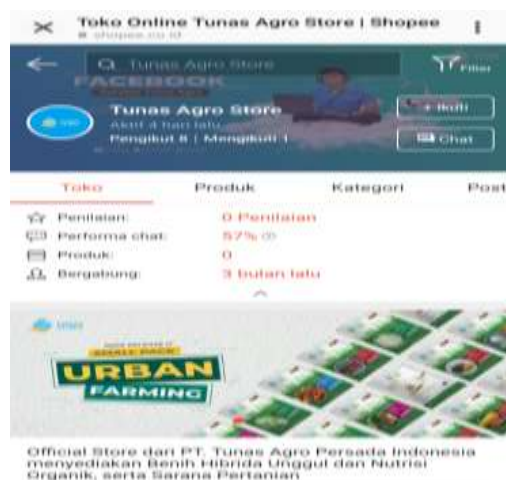 Toko Online Tunas Agro Store | Shopee
shopee.co.id
Tunas Agro Store
Filter
FACEBOOK
Tunas Agro Store
+ Ikuti
Aktif 4 hari lalu
Pengikut 8 | Mengikuti 1
Chat
Toko Produk Kategori Post
Penilaian: 0 Penilaian
Performa chat: 57%
Produk: 0
Bergabung: 3 bulan lalu
SMALL PACK
URBAN
FARMING
Official Store dari PT. Tunas Agro Persada Indonesia
menyediakan Benih Hibrida Unggul dan Nutrisi
Organik, serta Sarana Pertanian